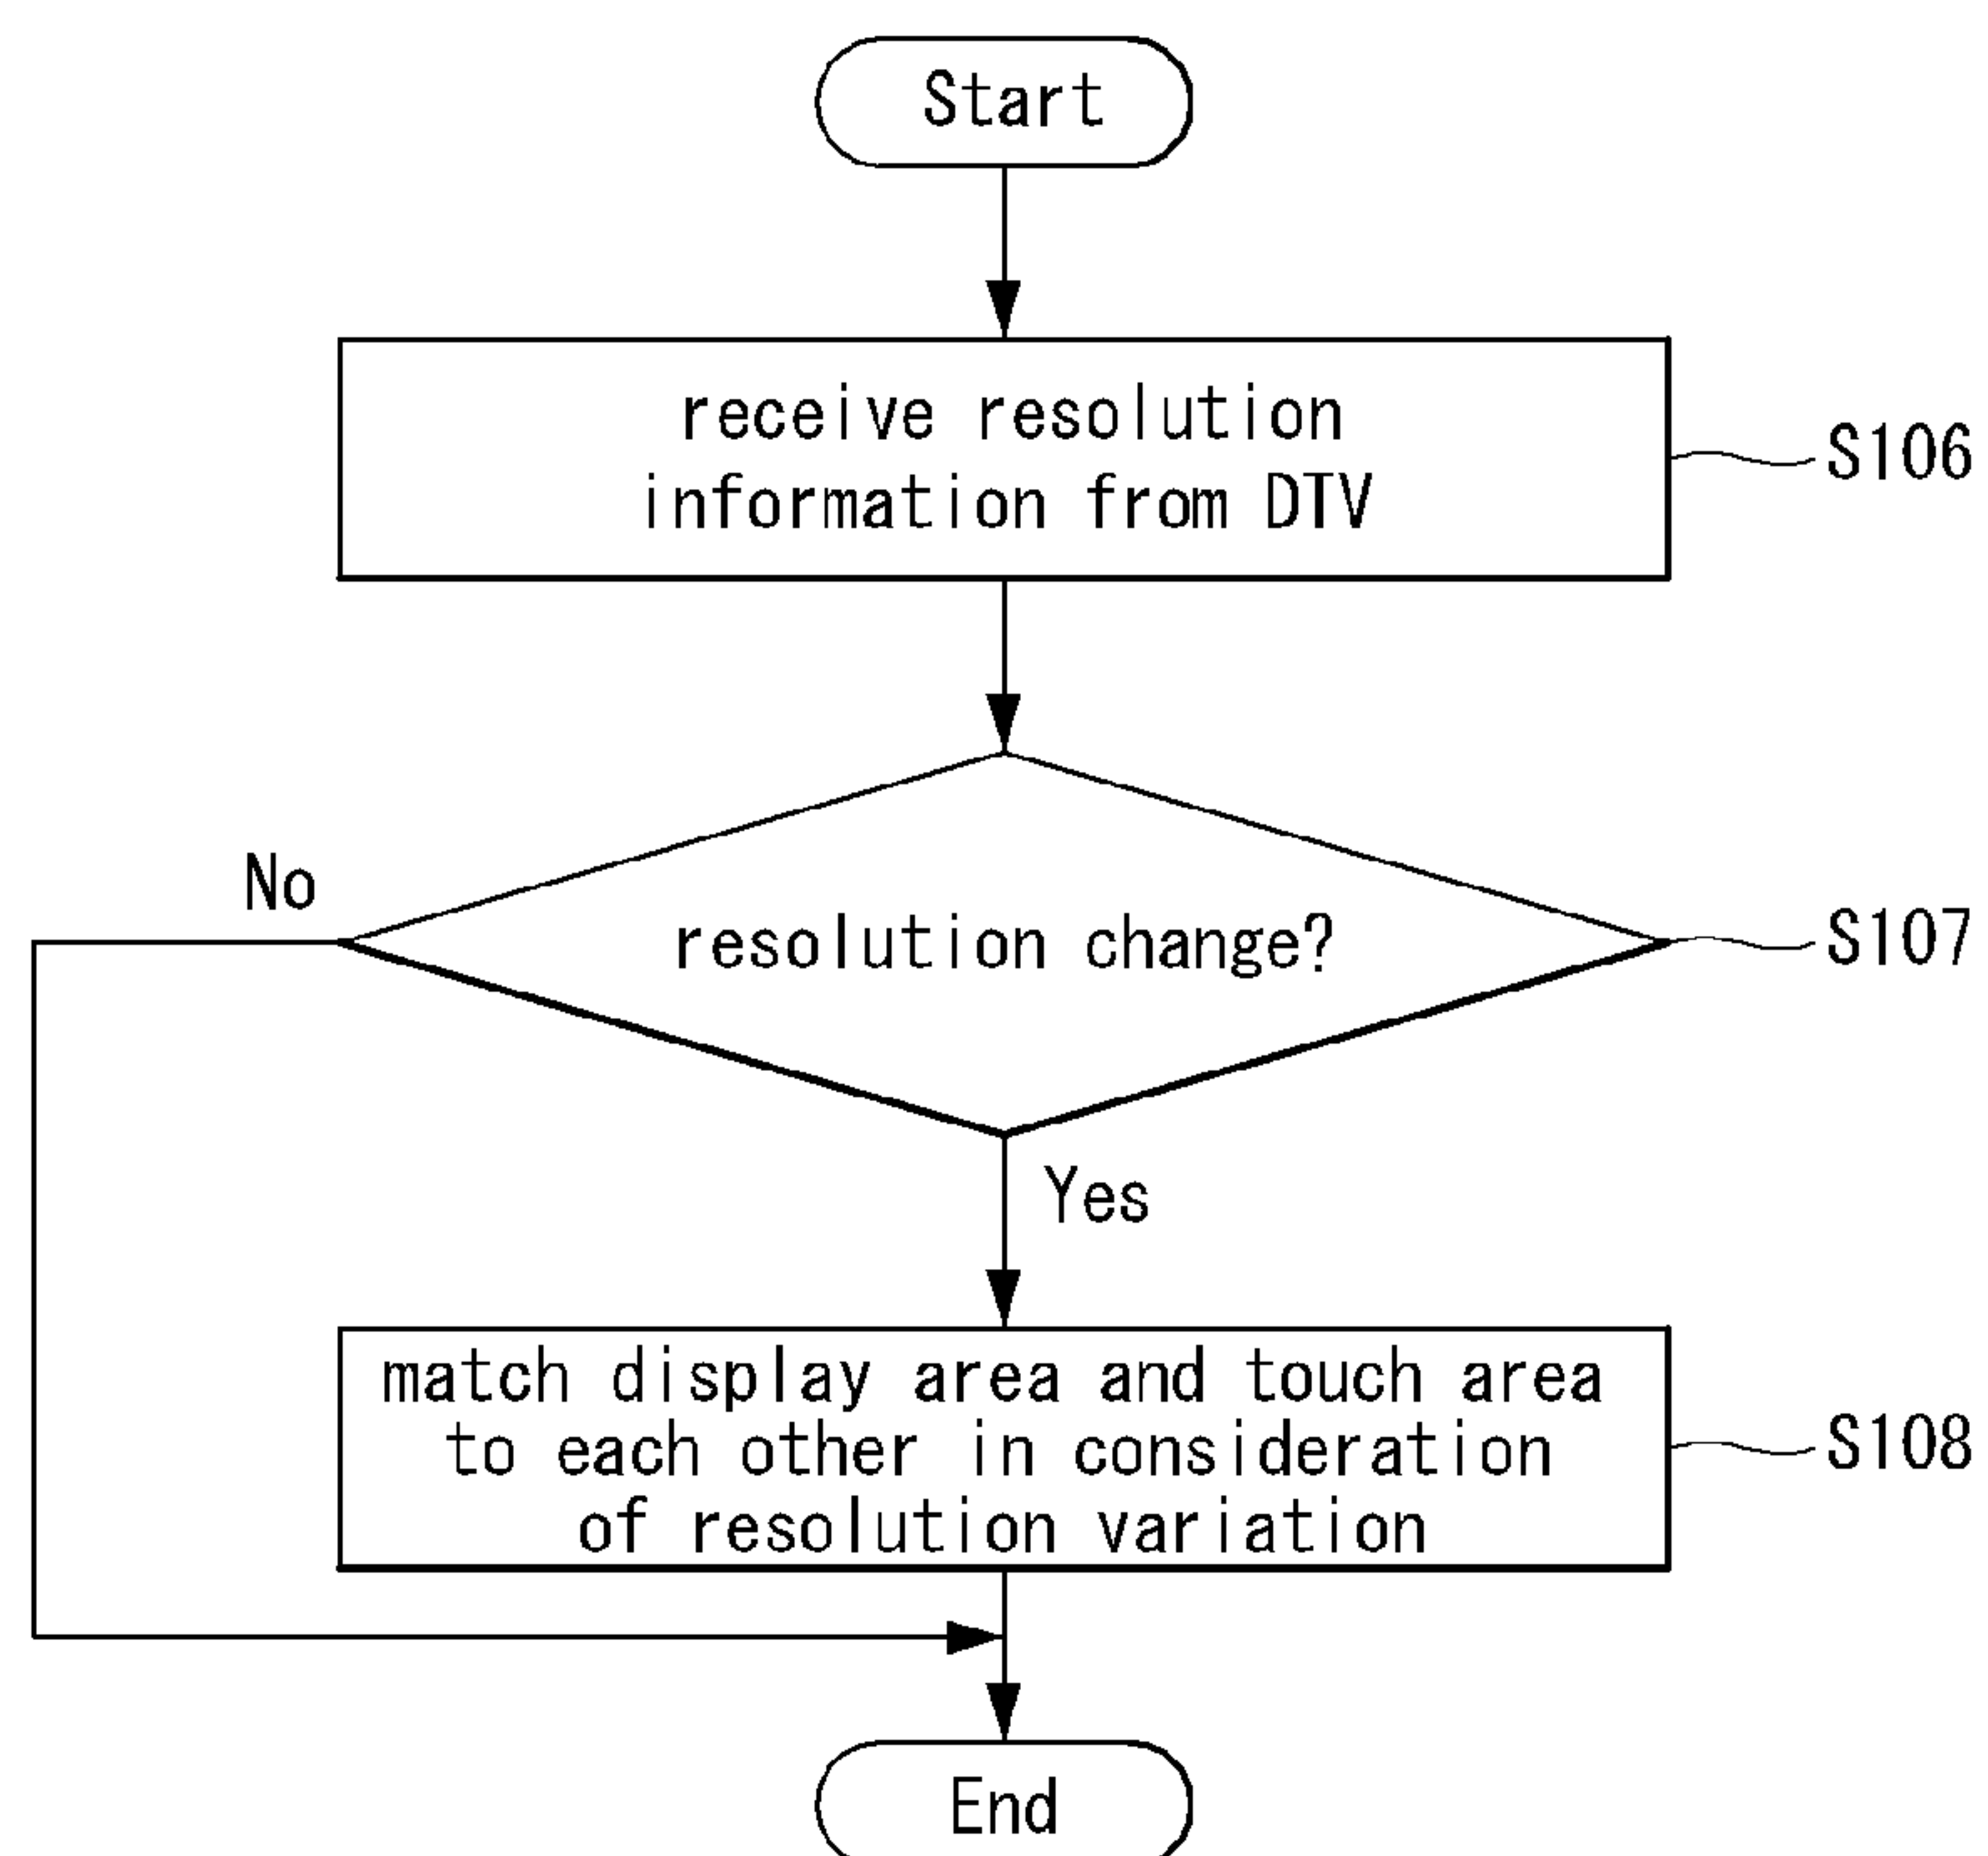 Start
receive resolution
information from DTV
S106
No
resolution change?
S107
Yes
match display area and touch area
to each other in consideration
of resolution variation
S108
End